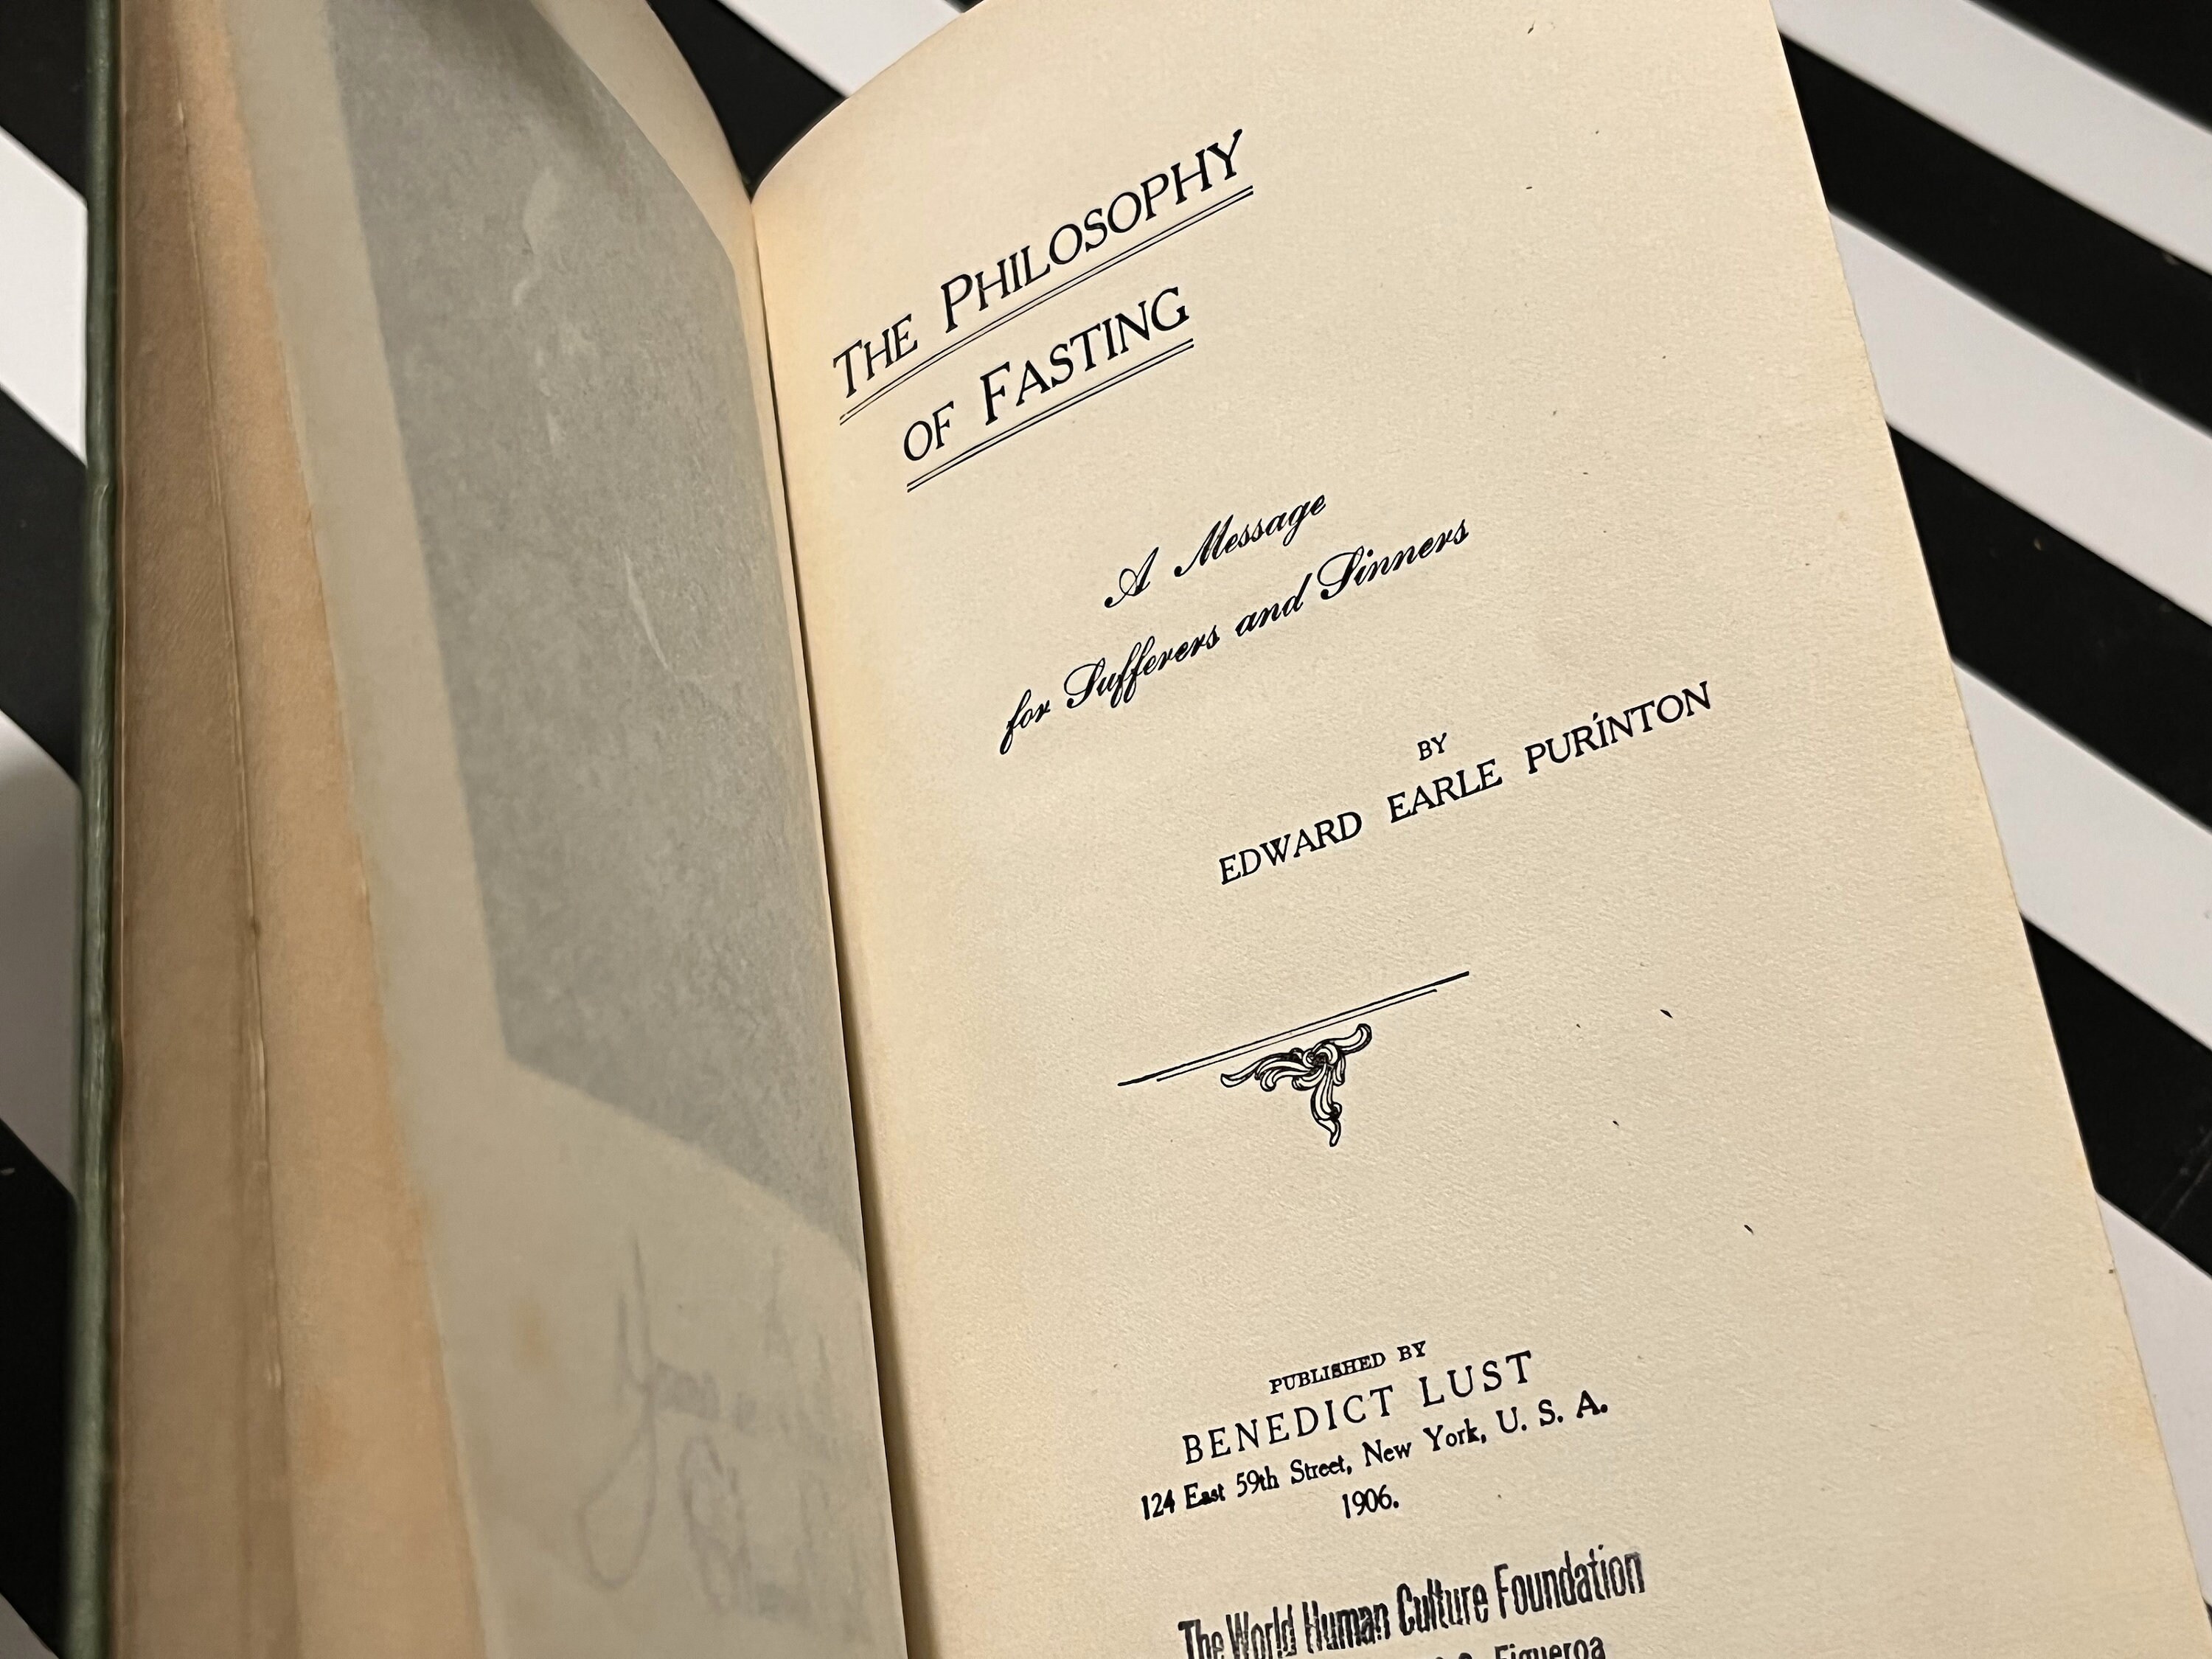 THE PHILOSOPHY
OF FASTING
A Message
for Sufferers and Sinners
BY
EDWARD EARLE PURINTON
PUBLISHED BY
BENEDICT LUST
124 East 59th Street, New York, U. S. A.
1906.
The World Human Culture Foundation
Figueroa